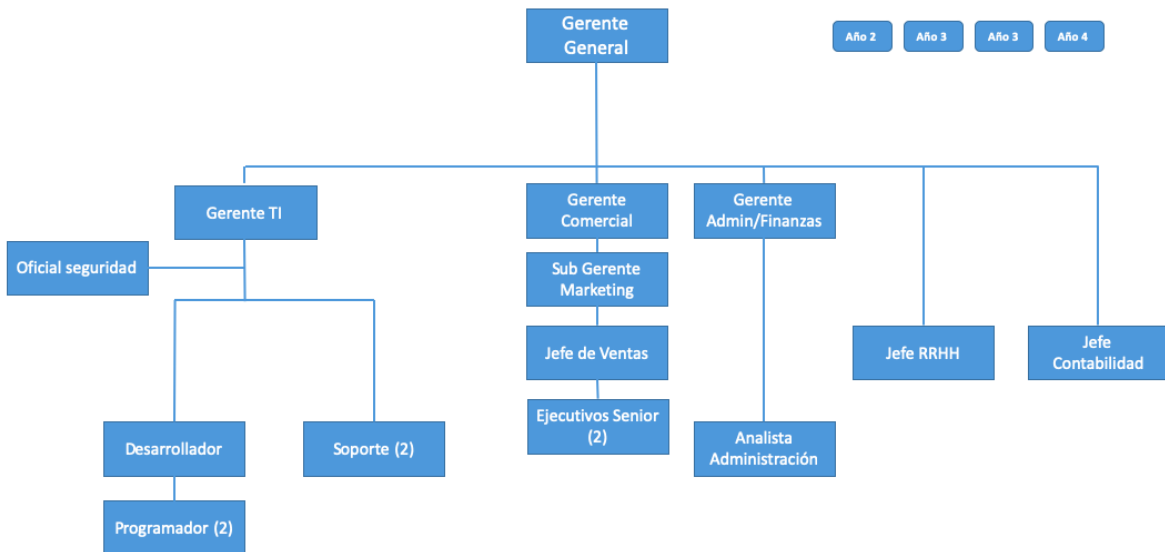 Gerente
General
Año 2
Año 3
Año 3
Año 4
Gerente TI
Gerente
Comercial
Gerente
Admin/Finanzas
Oficial seguridad
Sub Gerente
Marketing
Jefe de Ventas
Jefe RRHH
Jefe
Contabilidad
Ejecutivos Senior
(2)
Desarrollador
Soporte (2)
Analista
Administración
Programador (2)